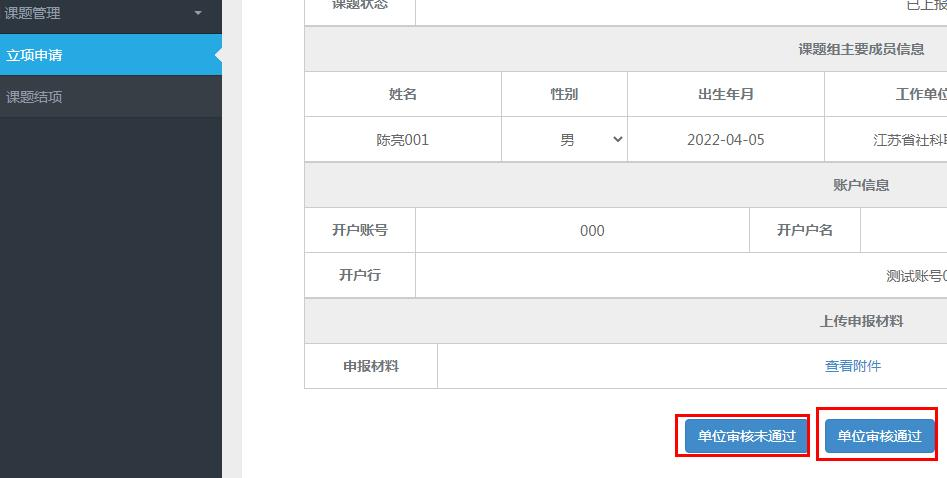 课题管理
立项申请
课题结项
课题状态 已上报
课题组主要成员信息
姓名 性别 出生年月 工作单位
陈亮001 男 2022-04-05 江苏省社科
账户信息
开户账号 000 开户户名
开户行 测试账号0
上传申报材料
申报材料 查看附件
单位审核未通过 单位审核通过